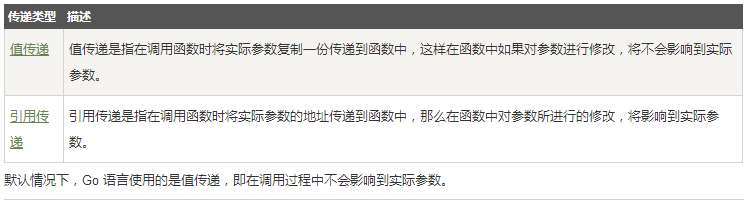 传递类型 描述
值传递 值传递是指在调用函数时将实际参数复制一份传递到函数中，这样在函数中如果对参数进行修改，将不会影响到实际
参数。
引用传 引用传递是指在调用函数时将实际参数的地址传递到函数中，那么在函数中对参数所进行的修改，将影响到实际参
递 数。
默认情况下，Go 语言使用的是值传递，即在调用过程中不会影响到实际参数。